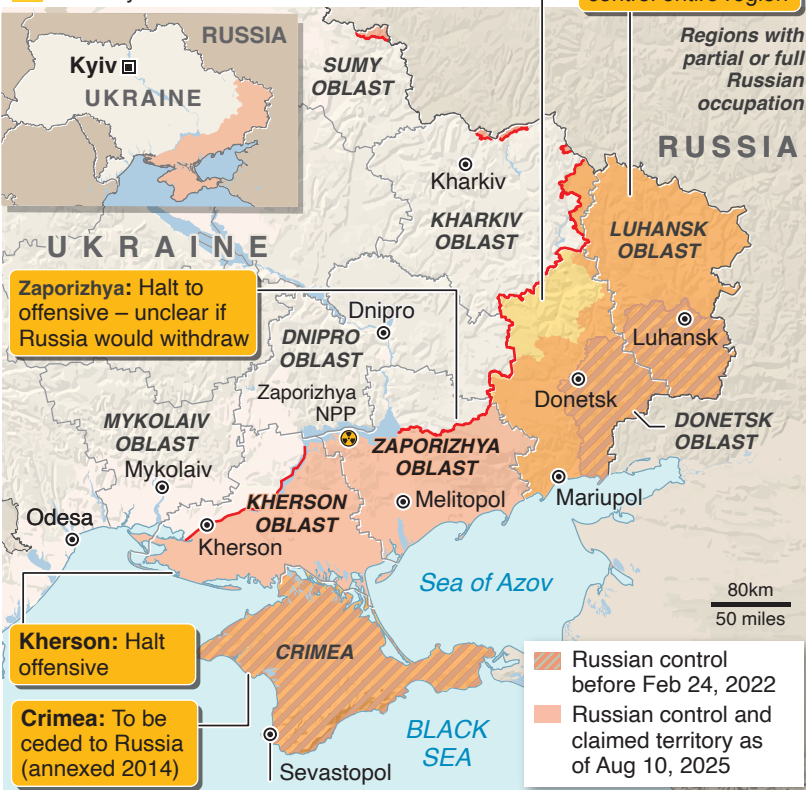 control entire region
RUSSIA
Kyiv
UKRAINE
SUMY
OBLAST
Regions with
partial or full
Russian
occupation
RUSSIA
Kharkiv
KHARKIV
OBLAST
LUHANSK
OBLAST
UKRAINE
Zaporizhya: Halt to
offensive – unclear if
Russia would withdraw
Dnipro
DNIPRO
OBLAST
Luhansk
Zaporizhya
NPP
Donetsk
DONETSK
OBLAST
MYKOLAIV
OBLAST
Mykolaiv
ZAPORIZHYA
OBLAST
KHERSON
OBLAST
Melitopol
Mariupol
Odesa
Kherson
Sea of Azov
80km
50 miles
Kherson: Halt
offensive
CRIMEA
Crimea: To be
ceded to Russia
(annexed 2014)
BLACK
SEA
Sevastopol
Russian control
before Feb 24, 2022
Russian control and
claimed territory as
of Aug 10, 2025